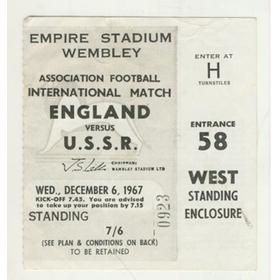 EMPIRE STADIUM
WEMBLEY
ASSOCIATION FOOTBALL
INTERNATIONAL MATCH
ENGLAND
VERSUS
U.S.S.R.
CHAIRMAN:
WEMBLEY STADIUM LTD
WED., DECEMBER 6, 1967
KICK-OFF 7.45. You are advised
to take up your position by 7.15
STANDING
7/6
(SEE PLAN & CONDITIONS ON BACK)
TO BE RETAINED
0923
ENTER AT
H
TURNSTILES
ENTRANCE
58
WEST
STANDING
ENCLOSURE